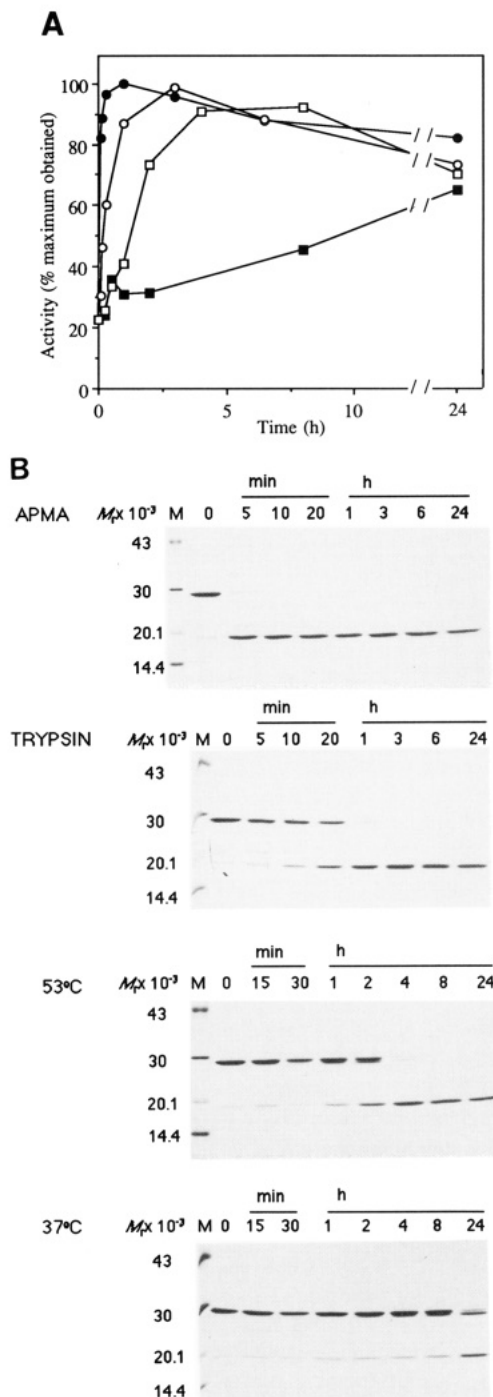 A
Activity (% maximum obtained)
100
80
60
40
20
0
0 5 10 24
Time (h)
B
min h
APMA Mr x 10⁻³ M 0 5 10 20 1 3 6 24
43
30
20.1
14.4
min h
TRYPSIN Mr x 10⁻³ M 0 5 10 20 1 3 6 24
43
30
20.1
14.4
min h
53°C Mr x 10⁻³ M 0 15 30 1 2 4 8 24
43
30
20.1
14.4
min h
37°C Mr x 10⁻³ M 0 15 30 1 2 4 8 24
43
30
20.1
14.4